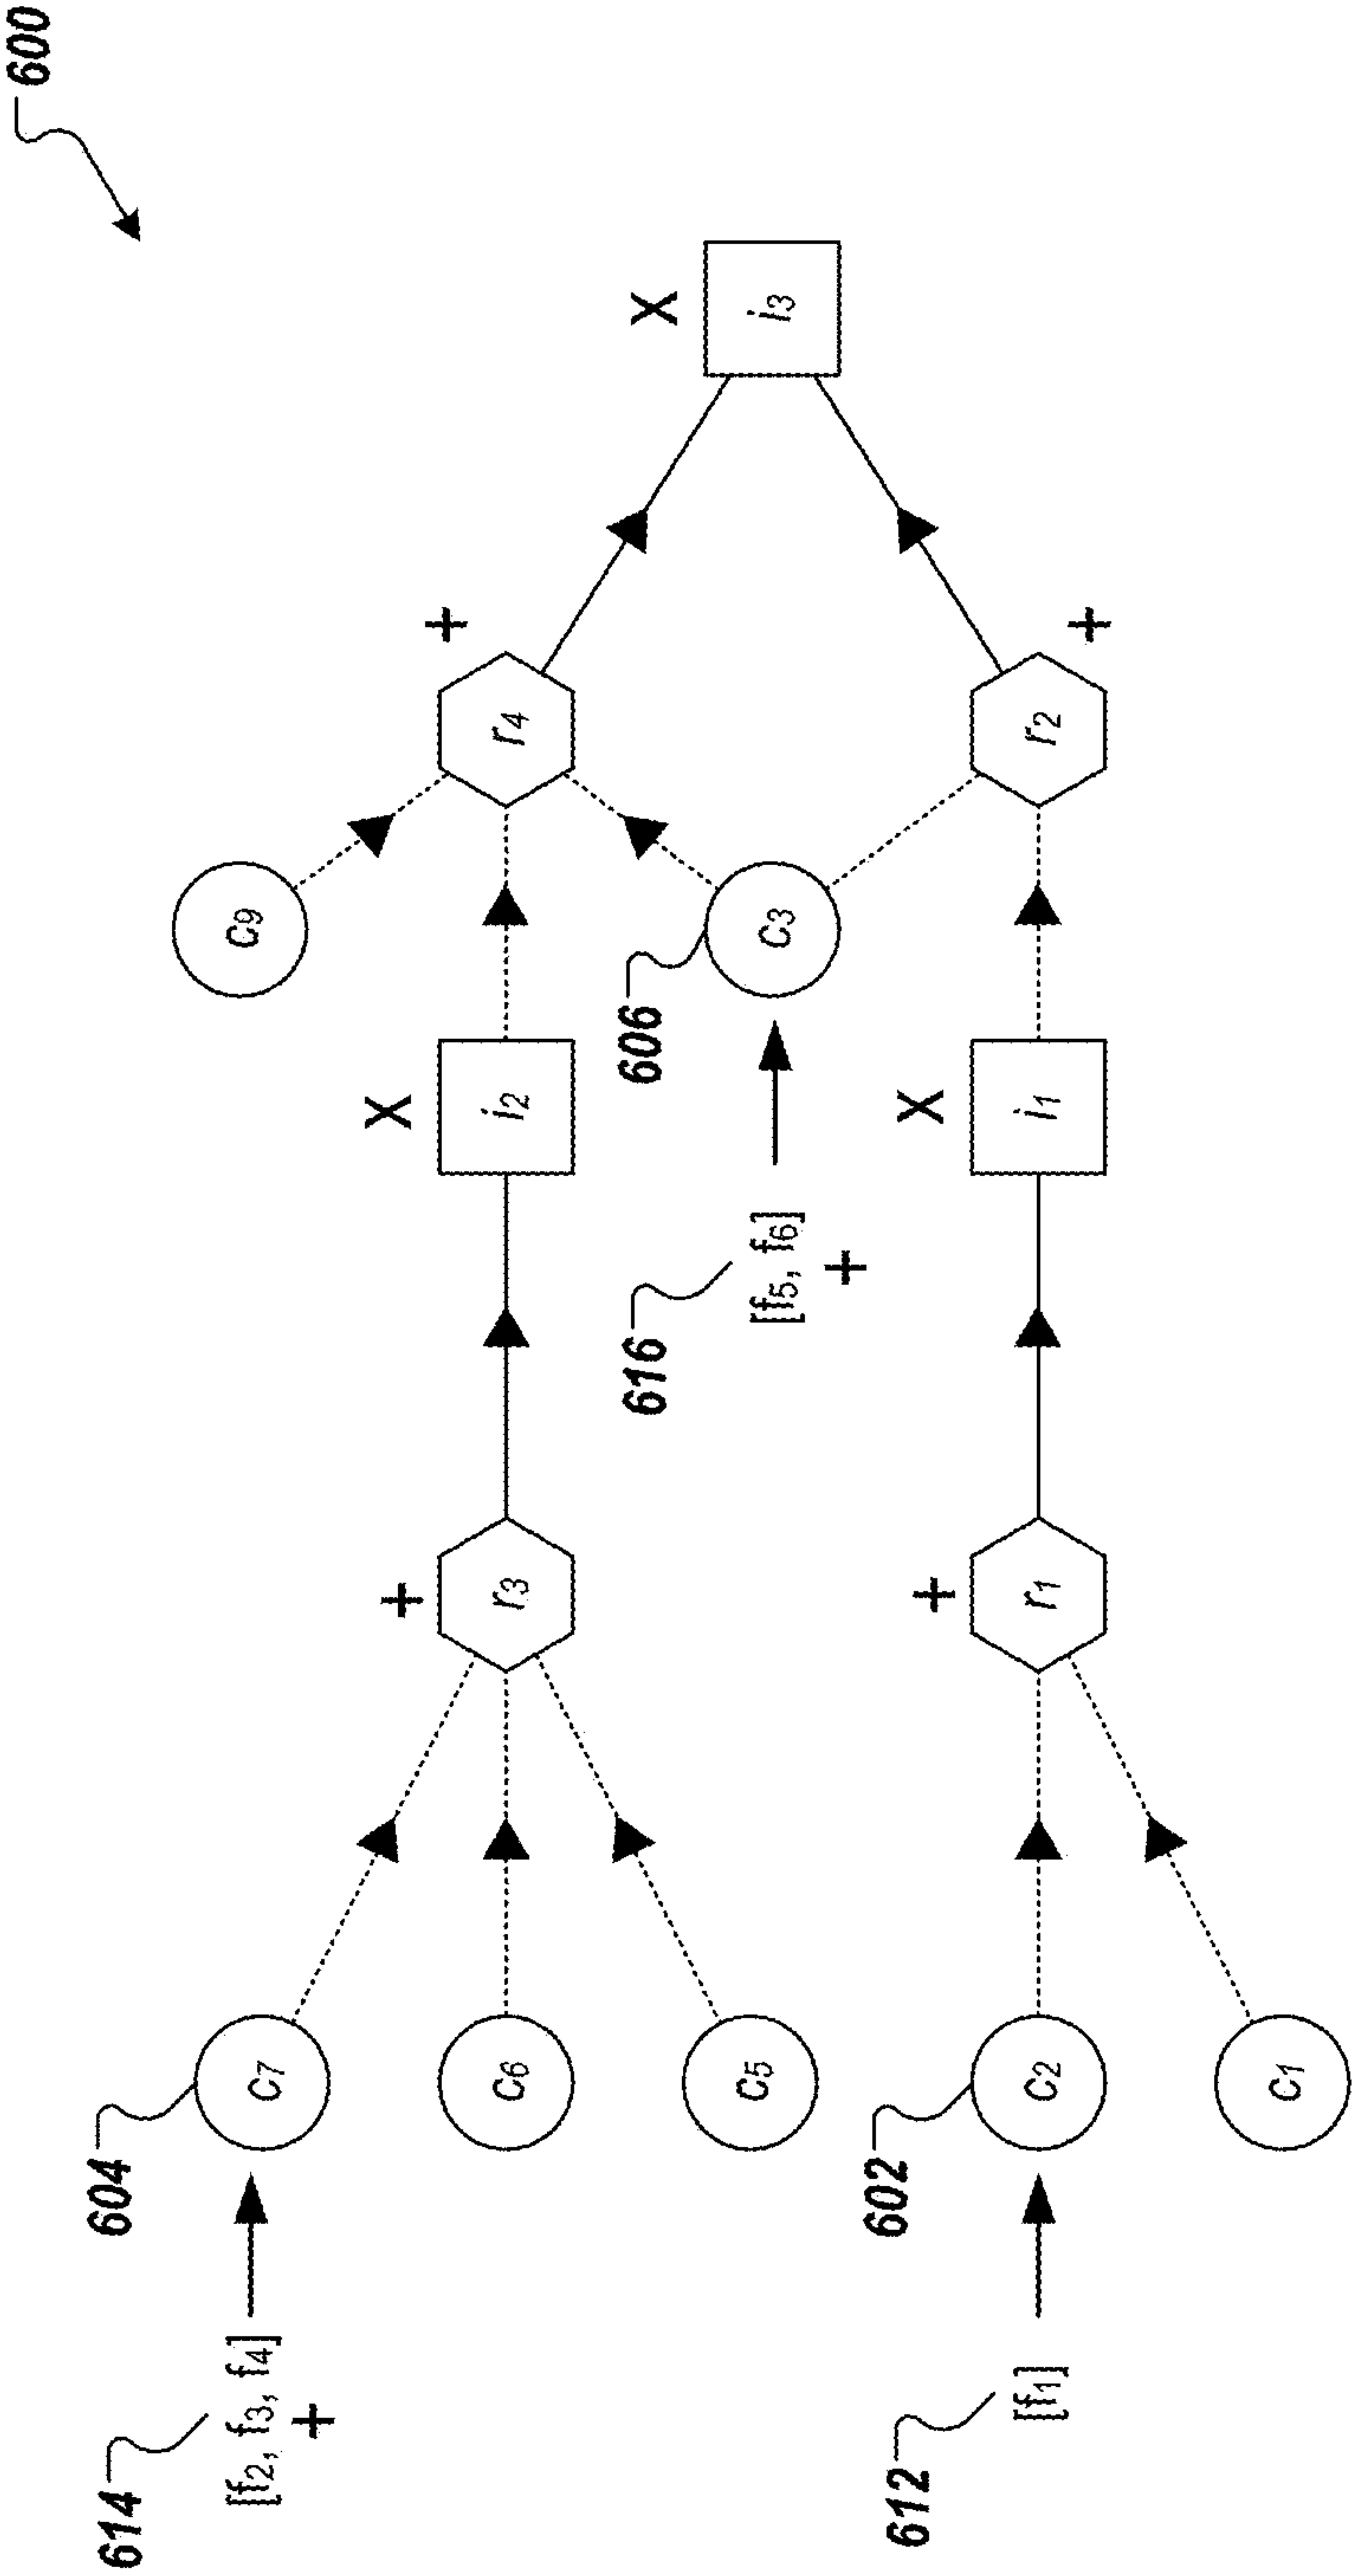 600
614
[f2, f3, f4]
+
604
c7
c6
c5
+
r3
X
i2
c9
+
r4
616
[f5, f6]
+
606
c3
X
i3
612
[f1]
602
c2
c1
+
r1
X
i1
r2
+